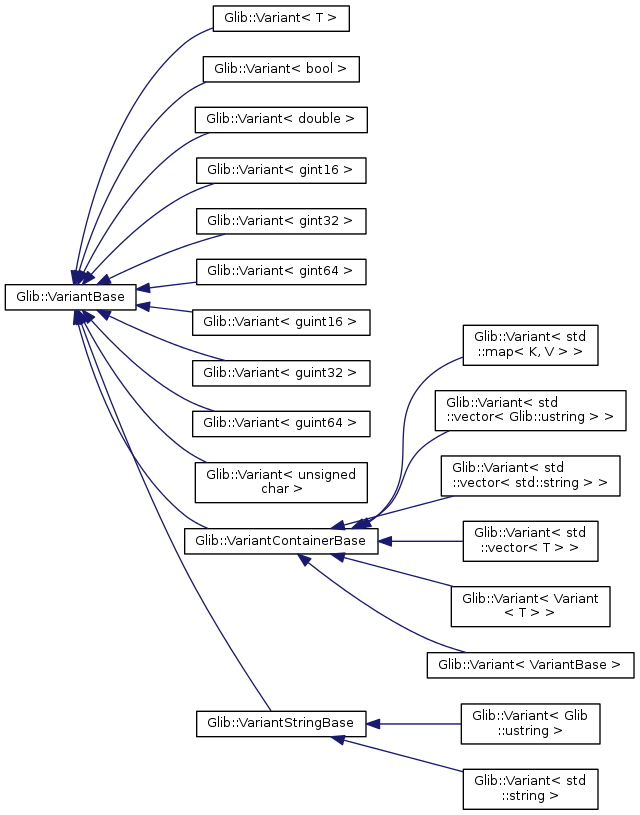 Glib::Variant< T >
Glib::Variant< bool >
Glib::Variant< double >
Glib::Variant< gint16 >
Glib::Variant< gint32 >
Glib::Variant< gint64 >
Glib::VariantBase
Glib::Variant< guint16 >
Glib::Variant< guint32 >
Glib::Variant< guint64 >
Glib::Variant< unsigned
char >
Glib::VariantContainerBase
Glib::VariantStringBase
Glib::Variant< std
::map< K, V > >
Glib::Variant< std
::vector< Glib::ustring > >
Glib::Variant< std
::vector< std::string > >
Glib::Variant< std
::vector< T > >
Glib::Variant< Variant
< T > >
Glib::Variant< VariantBase >
Glib::Variant< Glib
::ustring >
Glib::Variant< std
::string >